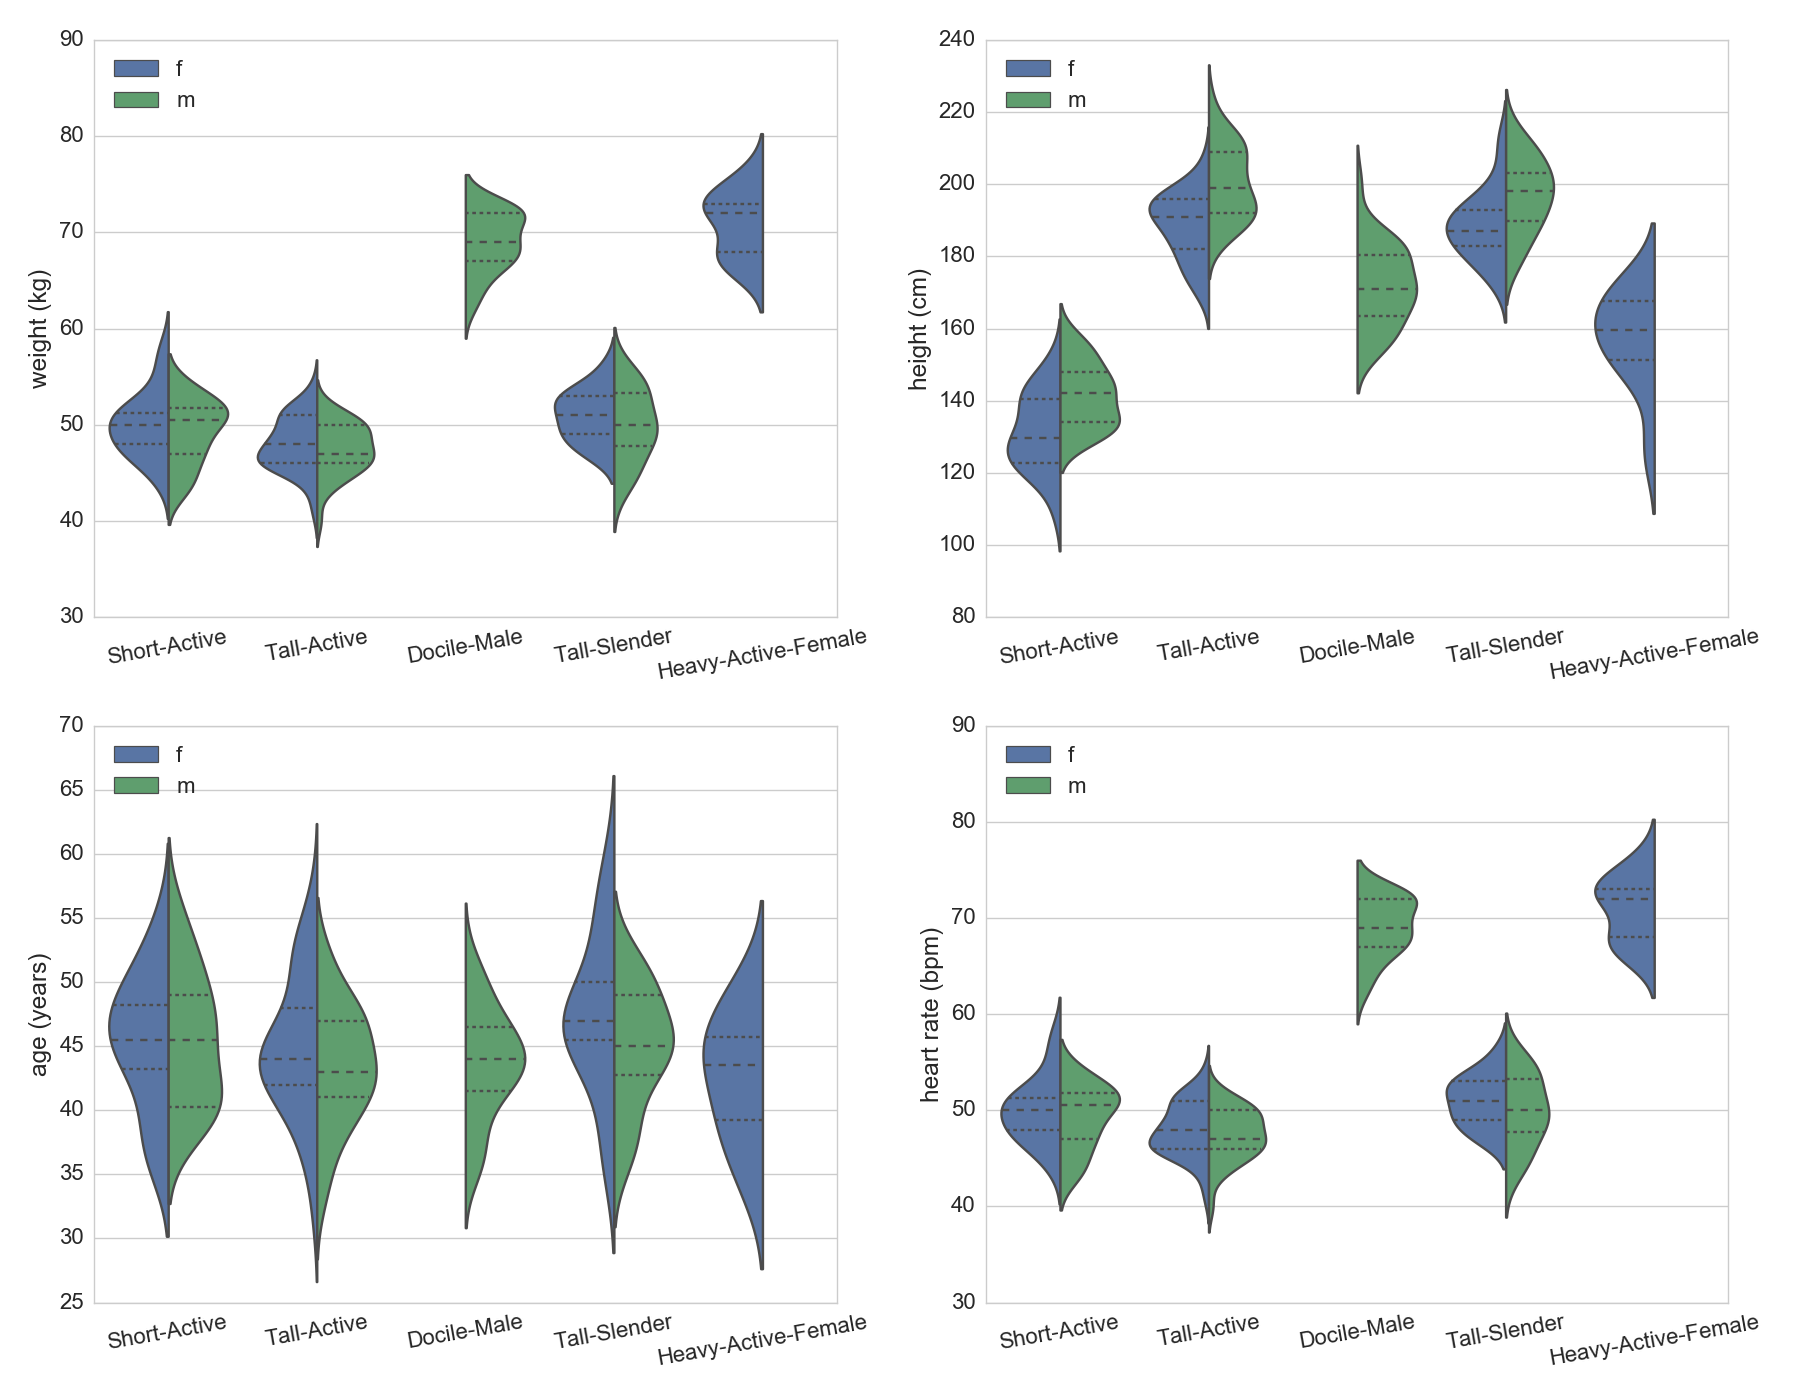 weight (kg)
90
80
70
60
50
40
30
f
m
Short-Active
Tall-Active
Docile-Male
Tall-Slender
Heavy-Active-Female
height (cm)
240
220
200
180
160
140
120
100
80
f
m
Short-Active
Tall-Active
Docile-Male
Tall-Slender
Heavy-Active-Female
age (years)
70
65
60
55
50
45
40
35
30
25
f
m
Short-Active
Tall-Active
Docile-Male
Tall-Slender
Heavy-Active-Female
heart rate (bpm)
90
80
70
60
50
40
30
f
m
Short-Active
Tall-Active
Docile-Male
Tall-Slender
Heavy-Active-Female